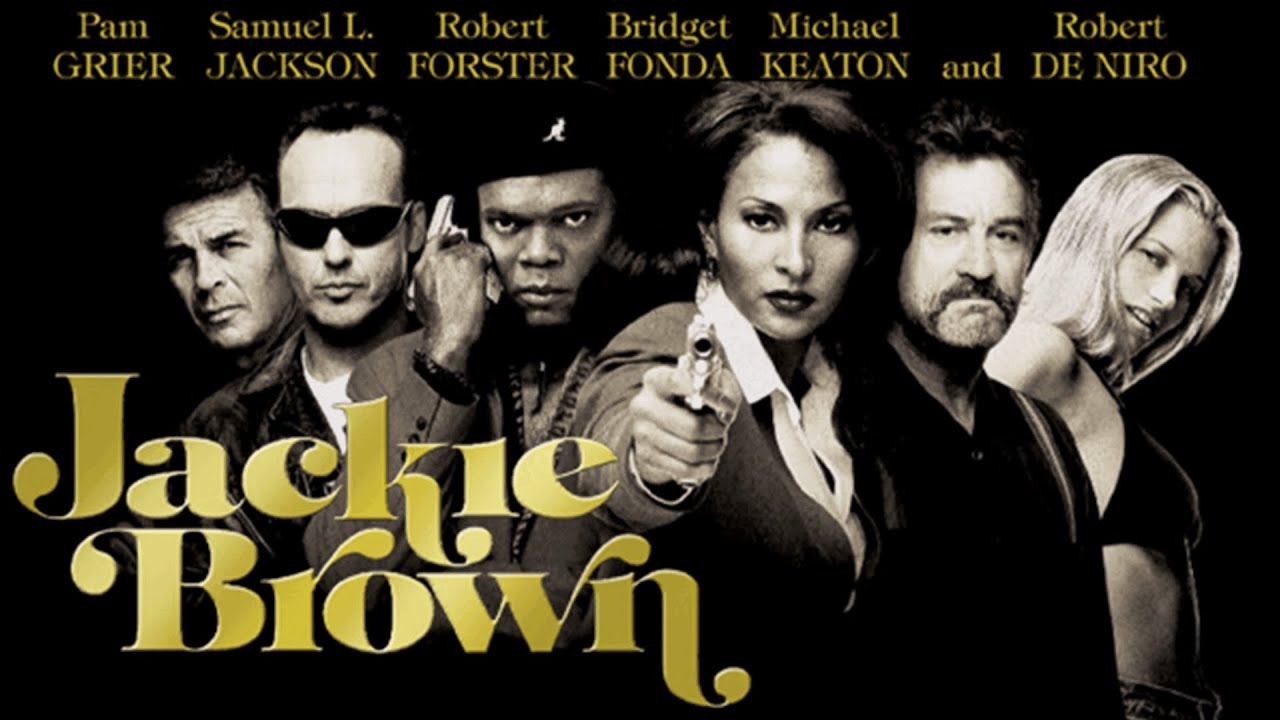 Pam Samuel L. Robert Bridget Michael Robert
GRIER JACKSON FORSTER FONDA KEATON and DE NIRO
Jackie
Brown